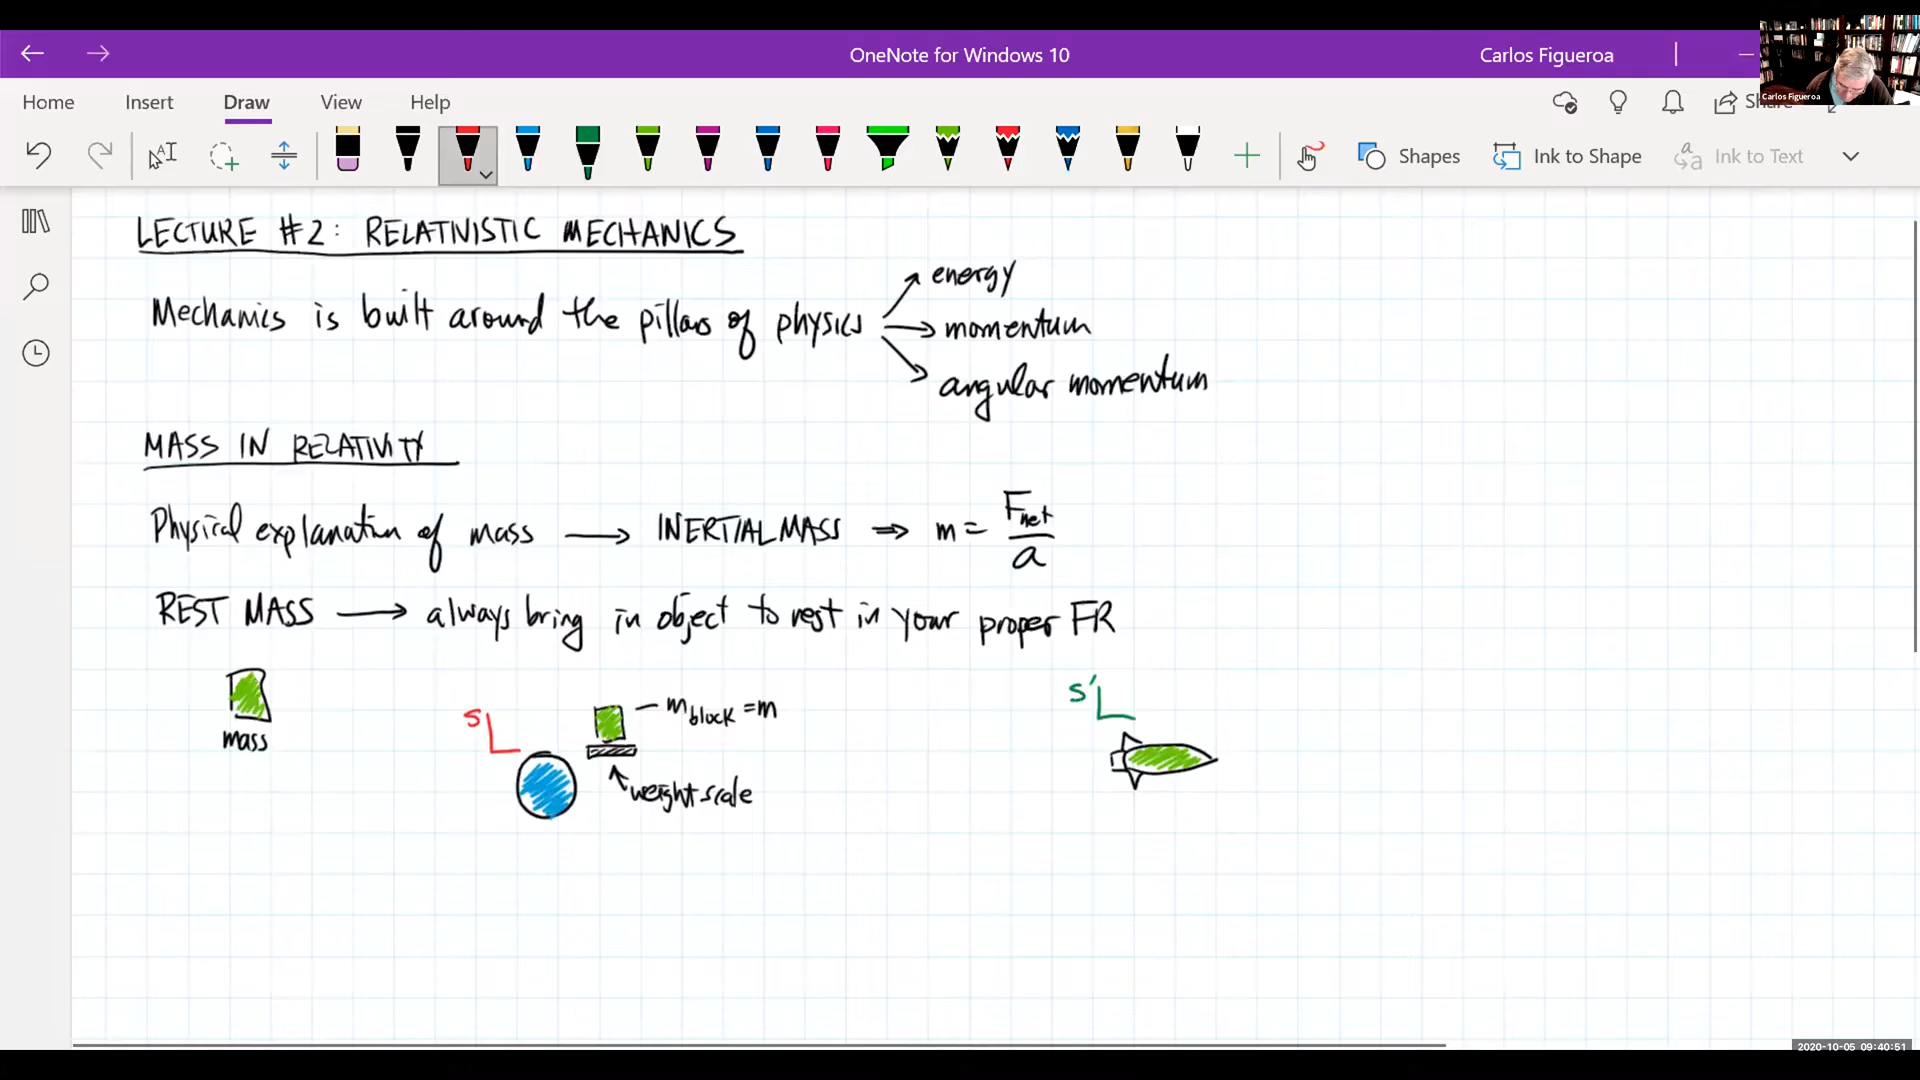 OneNote for Windows 10
Carlos Figueroa
Carlos Figueroa
Home Insert Draw View Help
Shapes Ink to Shape Ink to Text
LECTURE #2: RELATIVISTIC MECHANICS
energy
Mechanics is built around the pillars of physics → momentum
angular momentum
MASS IN RELATIVITY
Physical explanation of mass → INERTIAL MASS ⇒ m = Fnet / a
REST MASS → always bring in object to rest in your proper FR
S'
S
m block = m
mass
weight scale
2020-10-05 09:40:51